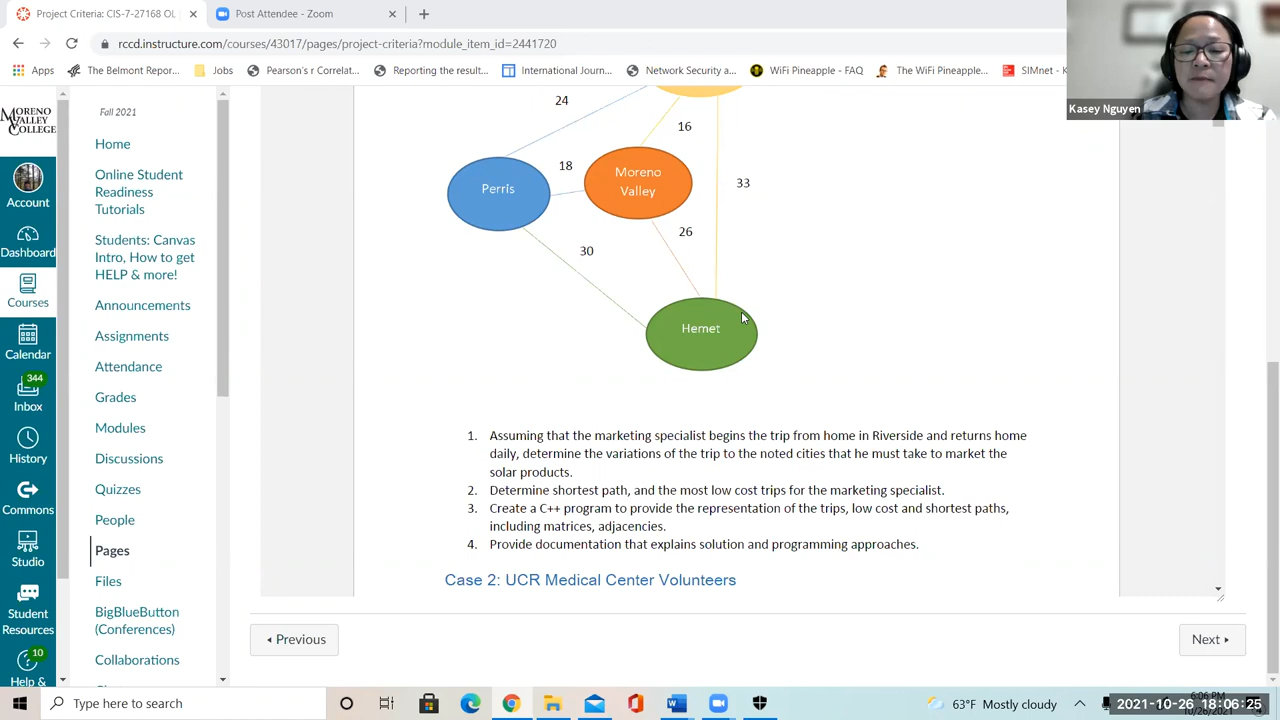 Project Criteria: CIS-7-27168 OL
Post Attendee - Zoom
rccd.instructure.com/courses/43017/pages/project-criteria?module_item_id=2441720
Apps
The Belmont Repor...
Jobs
Pearson's r Correlat...
Reporting the result...
International Journ...
Network Security a...
WiFi Pineapple - FAQ
The WiFi Pineapple...
SIMnet - K
Kasey Nguyen
MORENO
VALLEY
COLLEGE
Account
Dashboard
Courses
Calendar
344
Inbox
History
Commons
Studio
Student
Resources
10
Help &
Fall 2021
Home
Online Student
Readiness
Tutorials
Students: Canvas
Intro, How to get
HELP & more!
Announcements
Assignments
Attendance
Grades
Modules
Discussions
Quizzes
People
Pages
Files
BigBlueButton
(Conferences)
Collaborations
24
16
18
Perris
Moreno
Valley
33
26
30
Hemet
1. Assuming that the marketing specialist begins the trip from home in Riverside and returns home
daily, determine the variations of the trip to the noted cities that he must take to market the
solar products.
2. Determine shortest path, and the most low cost trips for the marketing specialist.
3. Create a C++ program to provide the representation of the trips, low cost and shortest paths,
including matrices, adjacencies.
4. Provide documentation that explains solution and programming approaches.
Case 2: UCR Medical Center Volunteers
Previous
Next
Type here to search
63°F Mostly cloudy
6:06 PM
2021-10-26 18:06:25